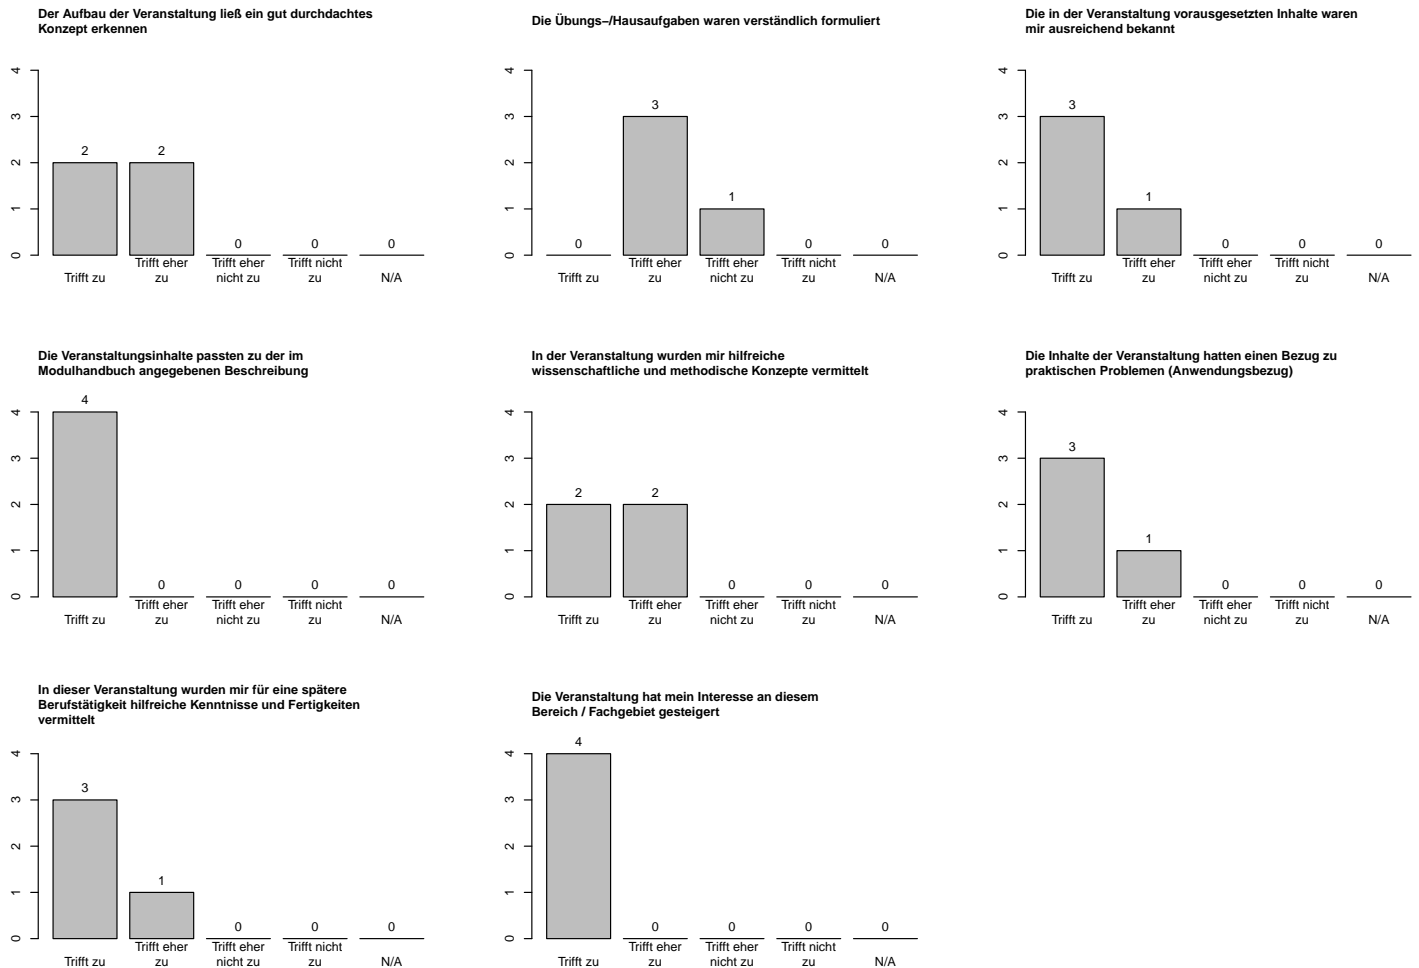 Der Aufbau der Veranstaltung ließ ein gut durchdachtes
Konzept erkennen
4
3
2
1
0
2
2
0
0
0
Trifft zu
Trifft eher
zu
Trifft eher
nicht zu
Trifft nicht
zu
N/A
Die Übungs–/Hausaufgaben waren verständlich formuliert
4
3
2
1
0
0
3
1
0
0
Trifft zu
Trifft eher
zu
Trifft eher
nicht zu
Trifft nicht
zu
N/A
Die in der Veranstaltung vorausgesetzten Inhalte waren
mir ausreichend bekannt
4
3
2
1
0
3
1
0
0
0
Trifft zu
Trifft eher
zu
Trifft eher
nicht zu
Trifft nicht
zu
N/A
Die Veranstaltungsinhalte passten zu der im
Modulhandbuch angegebenen Beschreibung
4
3
2
1
0
4
0
0
0
0
Trifft zu
Trifft eher
zu
Trifft eher
nicht zu
Trifft nicht
zu
N/A
In der Veranstaltung wurden mir hilfreiche
wissenschaftliche und methodische Konzepte vermittelt
4
3
2
1
0
2
2
0
0
0
Trifft zu
Trifft eher
zu
Trifft eher
nicht zu
Trifft nicht
zu
N/A
Die Inhalte der Veranstaltung hatten einen Bezug zu
praktischen Problemen (Anwendungsbezug)
4
3
2
1
0
3
1
0
0
0
Trifft zu
Trifft eher
zu
Trifft eher
nicht zu
Trifft nicht
zu
N/A
In dieser Veranstaltung wurden mir für eine spätere
Berufstätigkeit hilfreiche Kenntnisse und Fertigkeiten
vermittelt
4
3
2
1
0
3
1
0
0
0
Trifft zu
Trifft eher
zu
Trifft eher
nicht zu
Trifft nicht
zu
N/A
Die Veranstaltung hat mein Interesse an diesem
Bereich / Fachgebiet gesteigert
4
3
2
1
0
4
0
0
0
0
Trifft zu
Trifft eher
zu
Trifft eher
nicht zu
Trifft nicht
zu
N/A